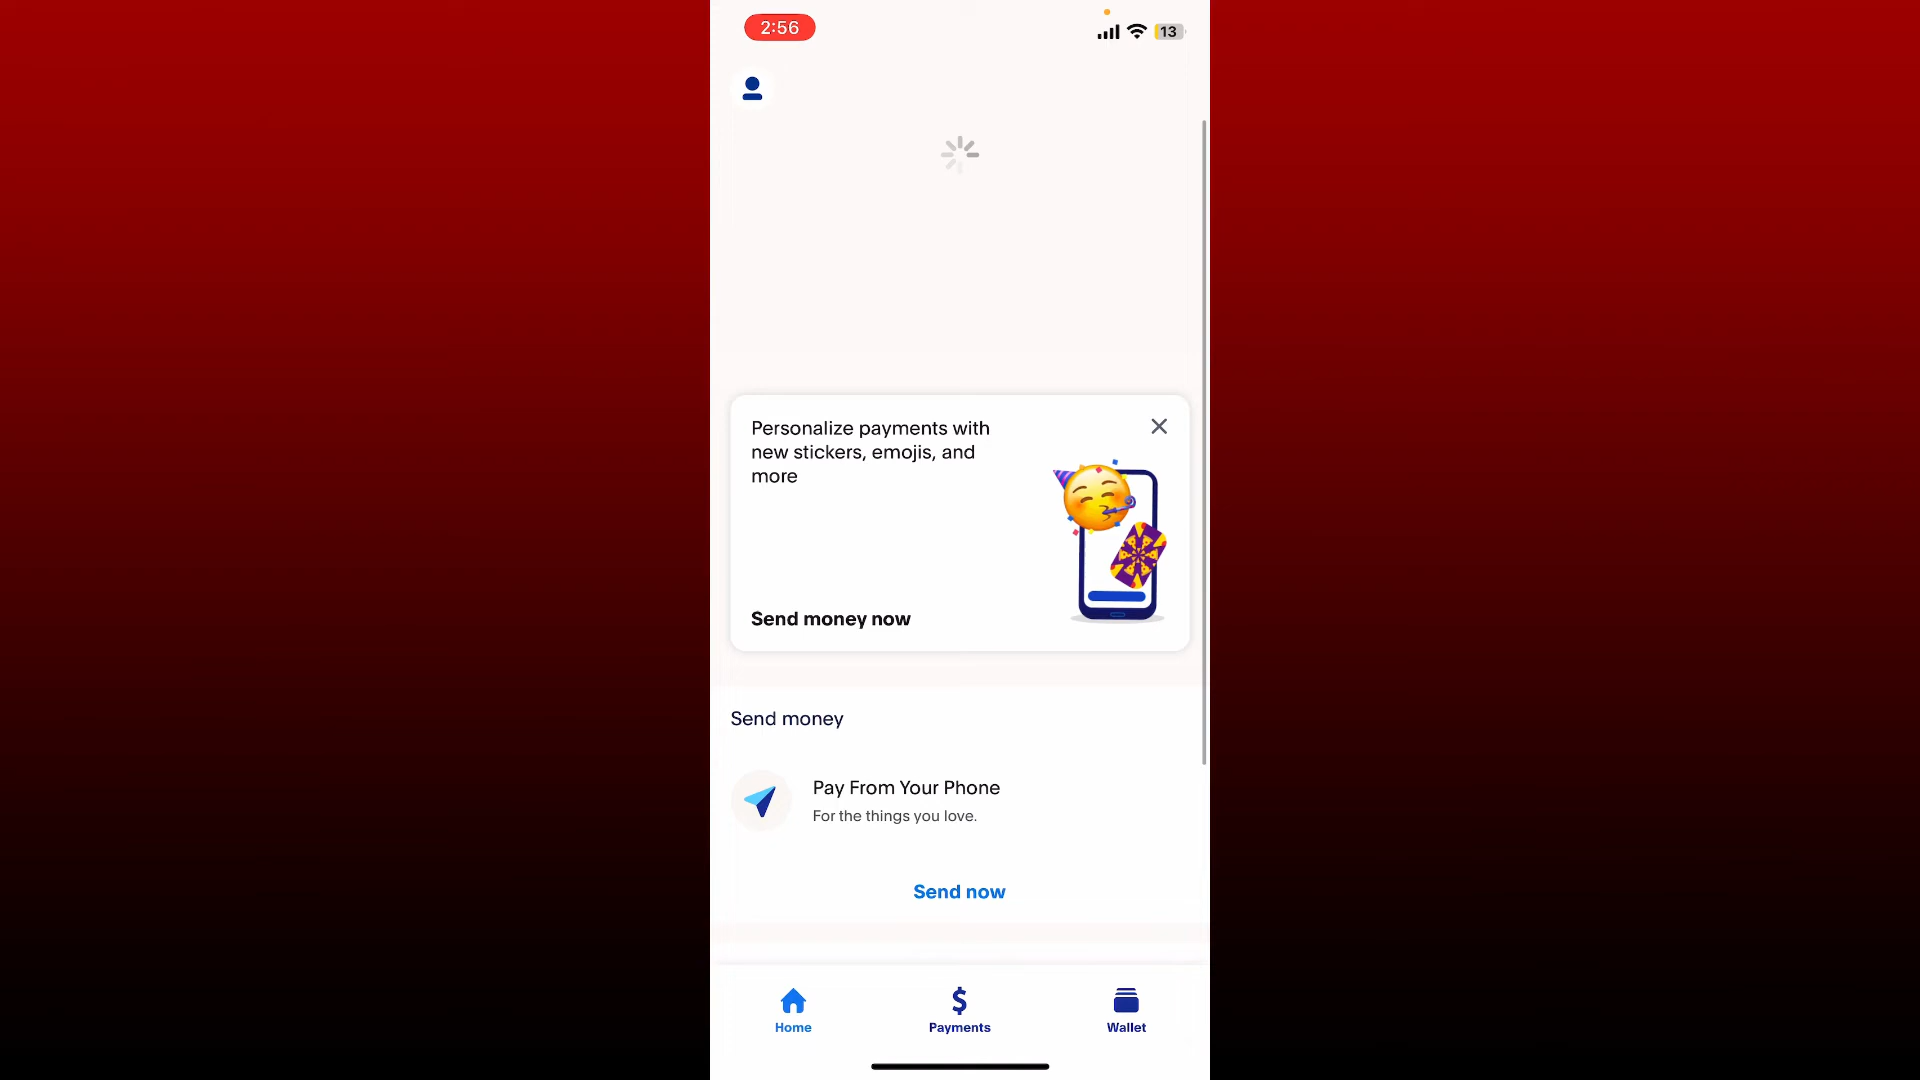 2:56
13
Personalize payments with
new stickers, emojis, and
more
Send money now
Send money
Pay From Your Phone
For the things you love.
Send now
Home
Payments
Wallet